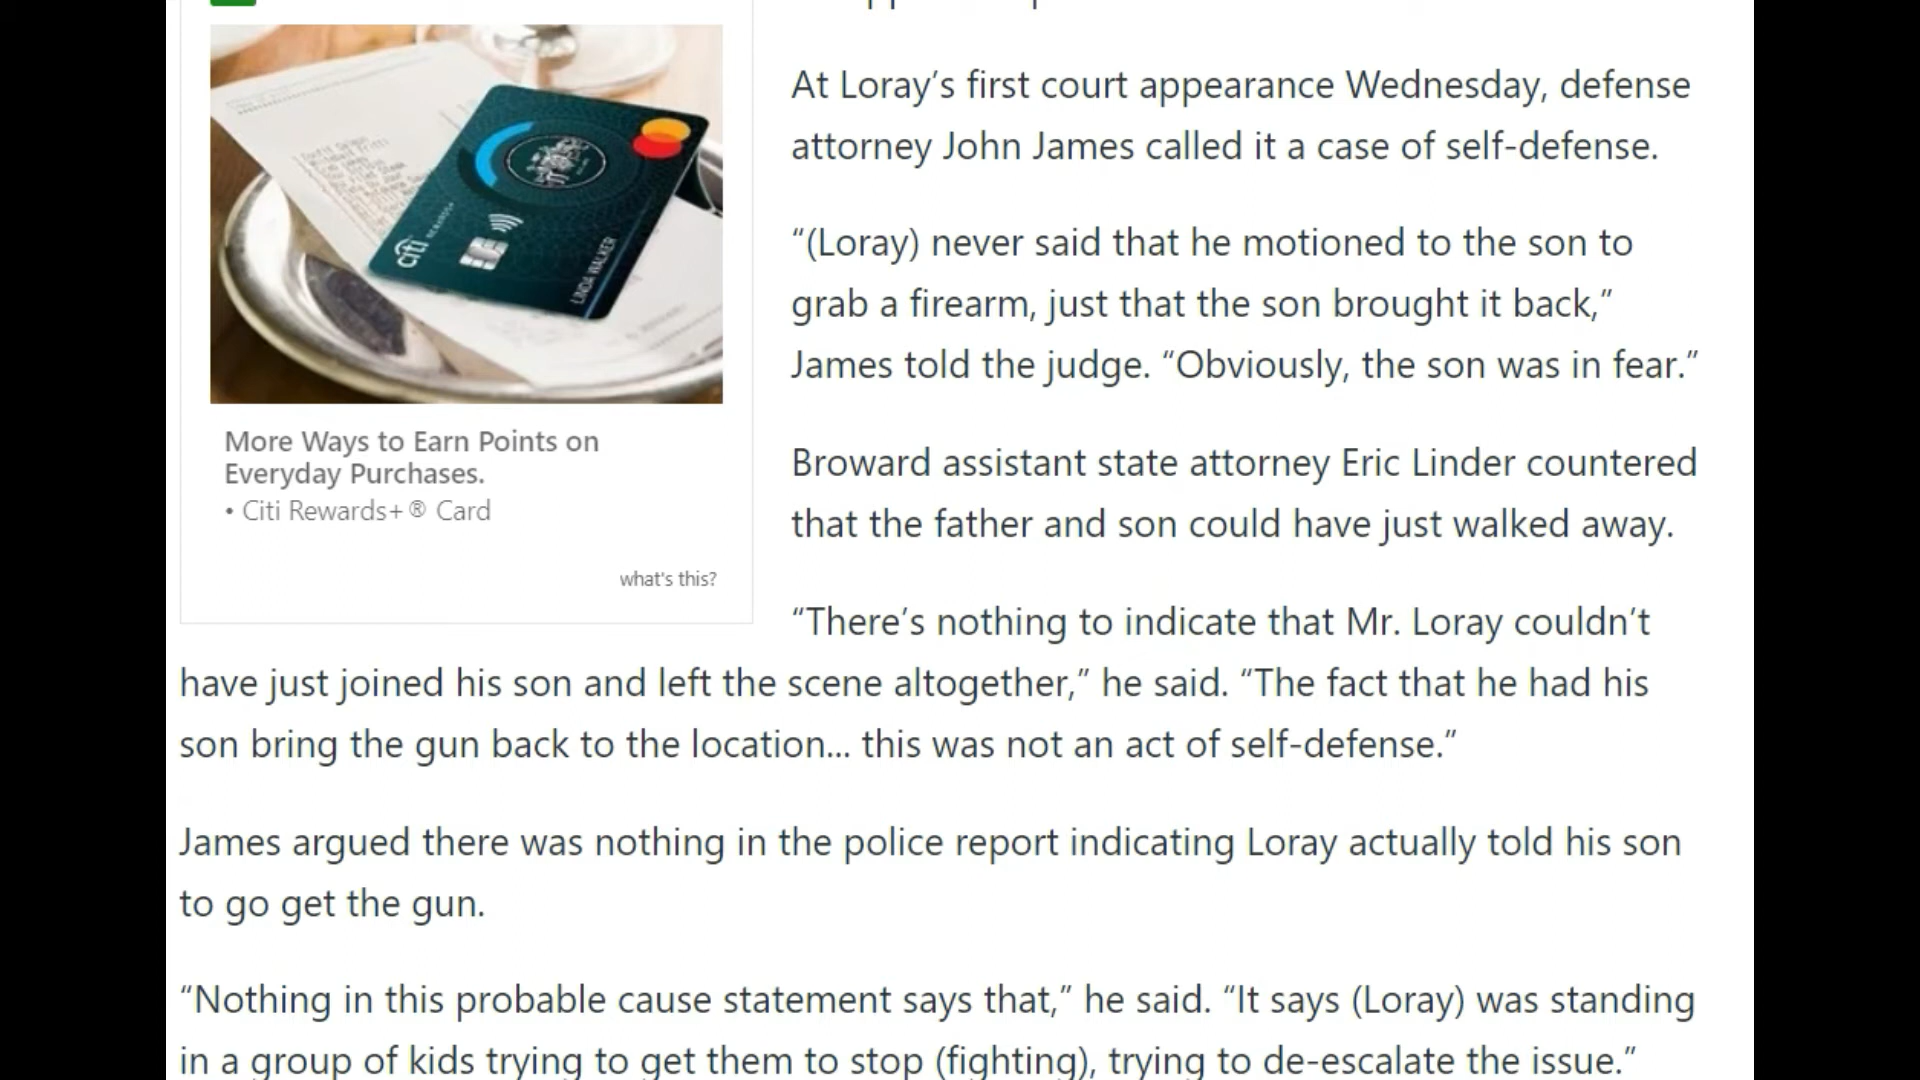 At Loray’s first court appearance Wednesday, defense
attorney John James called it a case of self-defense.
“(Loray) never said that he motioned to the son to
grab a firearm, just that the son brought it back,”
James told the judge. “Obviously, the son was in fear.”
Broward assistant state attorney Eric Linder countered
that the father and son could have just walked away.
“There’s nothing to indicate that Mr. Loray couldn’t
have just joined his son and left the scene altogether,” he said. “The fact that he had his
son bring the gun back to the location... this was not an act of self-defense.”
James argued there was nothing in the police report indicating Loray actually told his son
to go get the gun.
“Nothing in this probable cause statement says that,” he said. “It says (Loray) was standing
in a group of kids trying to get them to stop (fighting), trying to de-escalate the issue.”
citi REWARDS+
LINDA WALKER
More Ways to Earn Points on
Everyday Purchases.
• Citi Rewards+® Card
what's this?